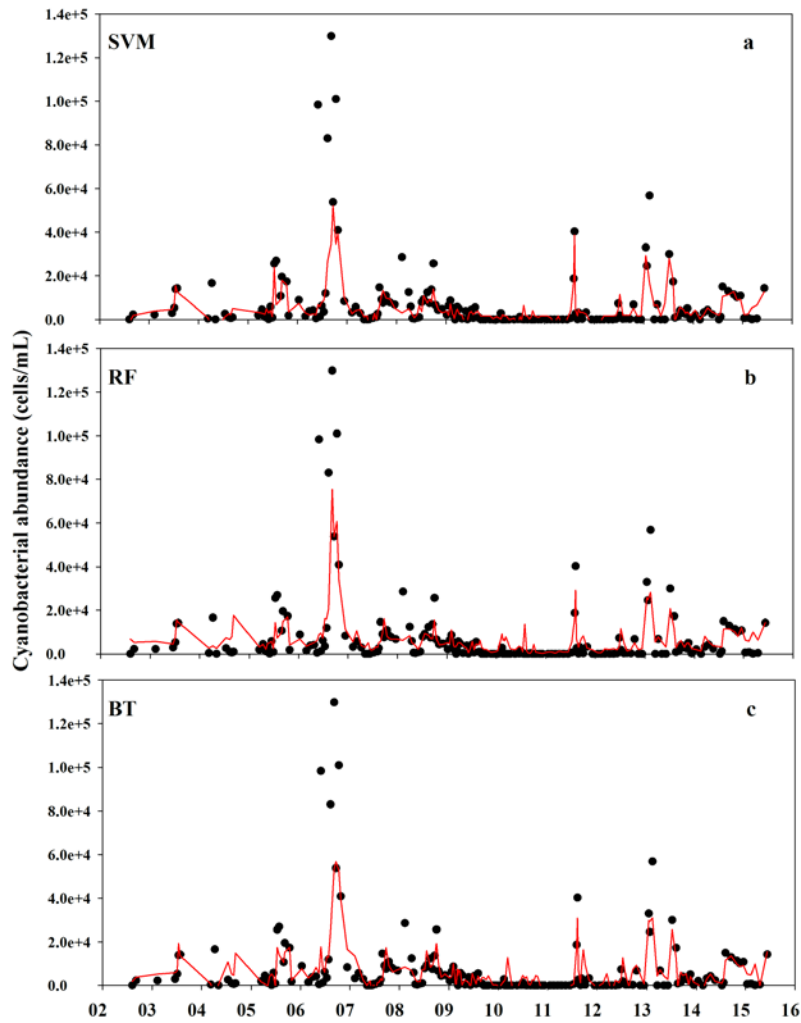 1.4e+5
SVM
a
1.2e+5
1.0e+5
8.0e+4
6.0e+4
4.0e+4
2.0e+4
0.0
1.4e+5
RF
b
1.2e+5
1.0e+5
8.0e+4
6.0e+4
4.0e+4
2.0e+4
0.0
Cyanobacterial abundance (cells/mL)
1.4e+5
BT
c
1.2e+5
1.0e+5
8.0e+4
6.0e+4
4.0e+4
2.0e+4
0.0
02 03 04 05 06 07 08 09 10 11 12 13 14 15 16